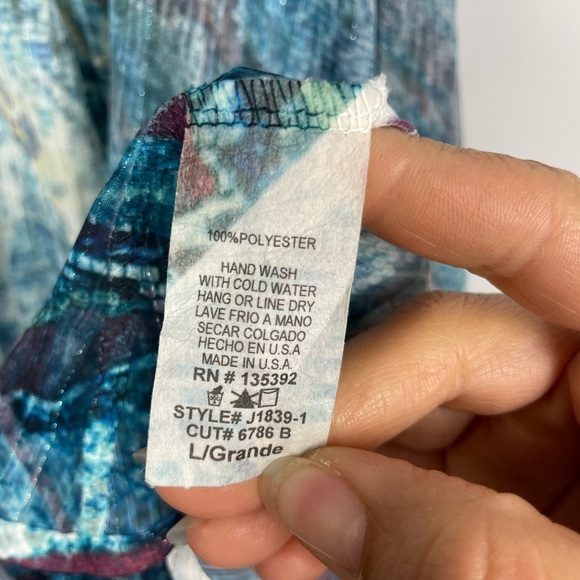 100%POLYESTER
HAND WASH
WITH COLD WATER
HANG OR LINE DRY
LAVE FRIO A MANO
SECAR COLGADO
HECHO EN U.S.A
MADE IN U.S.A.
RN # 135392
STYLE# J1839-1
CUT# 6786 B
L/Grande